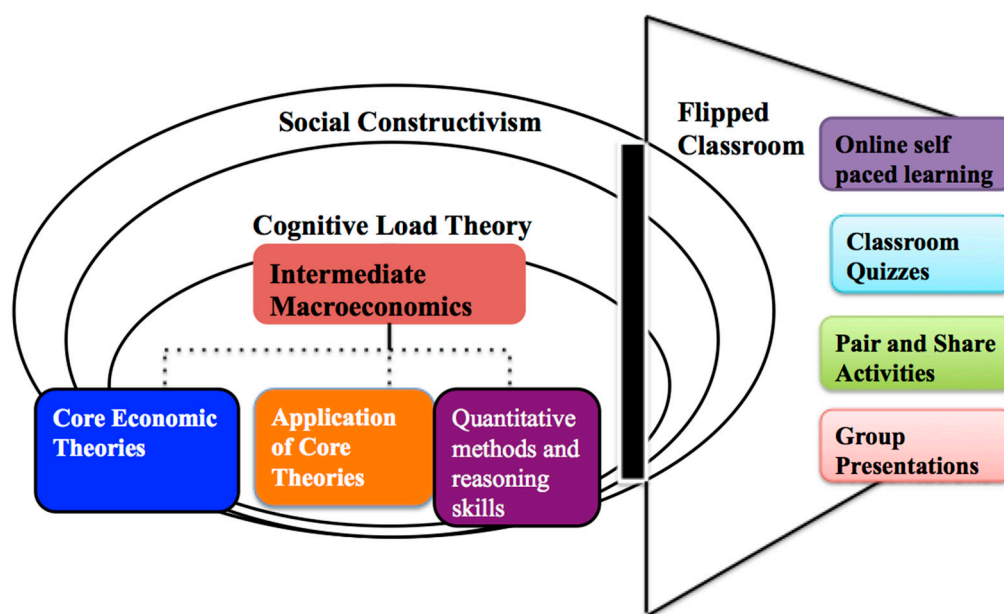 Social Constructivism
Cognitive Load Theory
Intermediate
Macroeconomics
Core Economic
Theories
Application
of Core
Theories
Quantitative
methods and
reasoning
skills
Flipped
Classroom
Online self
paced learning
Classroom
Quizzes
Pair and Share
Activities
Group
Presentations